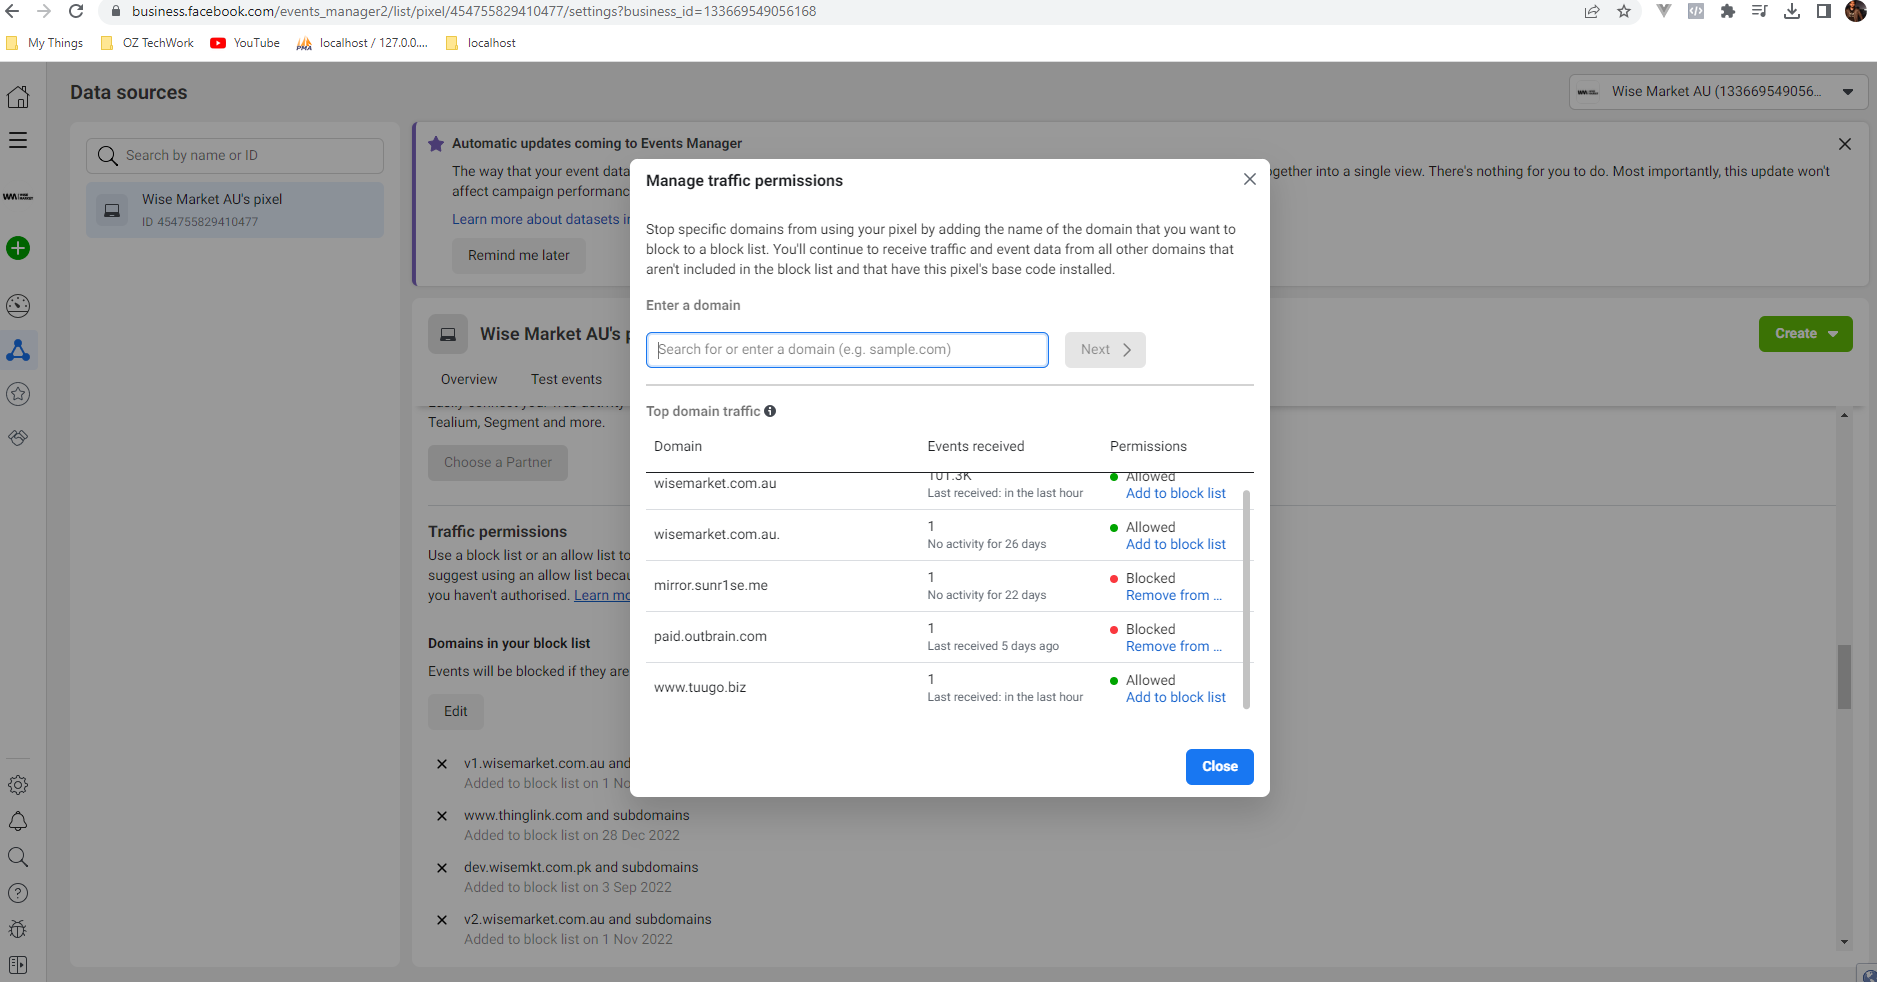 business.facebook.com/events_manager2/list/pixel/454755829410477/settings?business_id=133669549056168
My Things
OZ TechWork
YouTube
PMA
localhost / 127.0.0....
localhost
Data sources
Wise Market AU (133669549056...
Search by name or ID
Wise Market AU's pixel
ID 454755829410477
Automatic updates coming to Events Manager
The way that your event data
gether into a single view. There's nothing for you to do. Most importantly, this update won't
affect campaign performanc
Learn more about datasets in
Remind me later
Wise Market AU's p
Create
Overview
Test events
Tealium, Segment and more.
Choose a Partner
Traffic permissions
Use a block list or an allow list to
suggest using an allow list becau
you haven't authorised. Learn mo
Domains in your block list
Events will be blocked if they are
Edit
v1.wisemarket.com.au and
Added to block list on 1 No
www.thinglink.com and subdomains
Added to block list on 28 Dec 2022
dev.wisemkt.com.pk and subdomains
Added to block list on 3 Sep 2022
v2.wisemarket.com.au and subdomains
Added to block list on 1 Nov 2022
Manage traffic permissions
Stop specific domains from using your pixel by adding the name of the domain that you want to
block to a block list. You'll continue to receive traffic and event data from all other domains that
aren't included in the block list and that have this pixel's base code installed.
Enter a domain
Search for or enter a domain (e.g. sample.com)
Next
Top domain traffic
Domain
Events received
Permissions
wisemarket.com.au
101.3K
Last received: in the last hour
Allowed
Add to block list
wisemarket.com.au.
1
No activity for 26 days
Allowed
Add to block list
mirror.sunr1se.me
1
No activity for 22 days
Blocked
Remove from ...
paid.outbrain.com
1
Last received 5 days ago
Blocked
Remove from ...
www.tuugo.biz
1
Last received: in the last hour
Allowed
Add to block list
Close